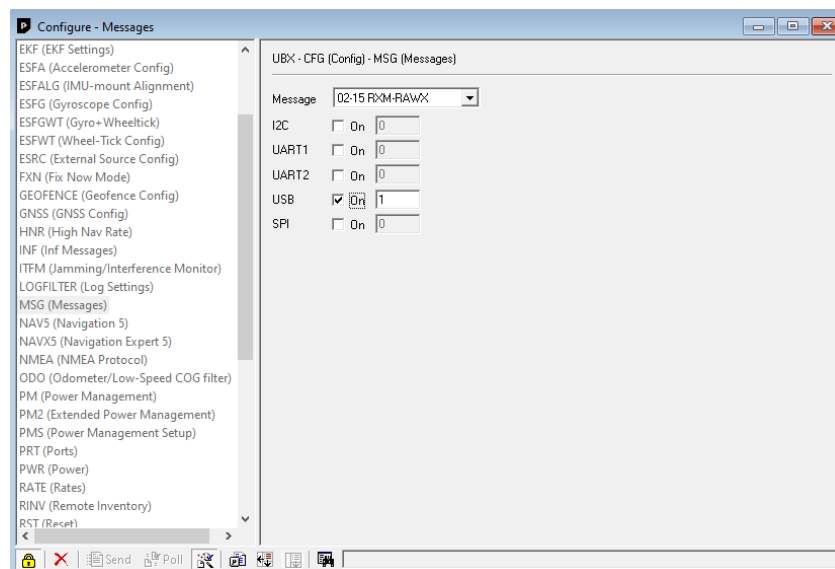 Configure - Messages
EKF (EKF Settings)
ESFA (Accelerometer Config)
ESFALG (IMU-mount Alignment)
ESFG (Gyroscope Config)
ESFGWT (Gyro+Wheeltick)
ESFWT (Wheel-Tick Config)
ESRC (External Source Config)
FXN (Fix Now Mode)
GEOFENCE (Geofence Config)
GNSS (GNSS Config)
HNR (High Nav Rate)
INF (Inf Messages)
ITFM (Jamming/Interference Monitor)
LOGFILTER (Log Settings)
MSG (Messages)
NAV5 (Navigation 5)
NAVX5 (Navigation Expert 5)
NMEA (NMEA Protocol)
ODO (Odometer/Low-Speed COG filter)
PM (Power Management)
PM2 (Extended Power Management)
PMS (Power Management Setup)
PRT (Ports)
PWR (Power)
RATE (Rates)
RINV (Remote Inventory)
RST (Reset)
UBX - CFG (Config) - MSG (Messages)
Message 02-15 RXM-RAWX
I2C On 0
UART1 On 0
UART2 On 0
USB On 1
SPI On 0
Send Poll